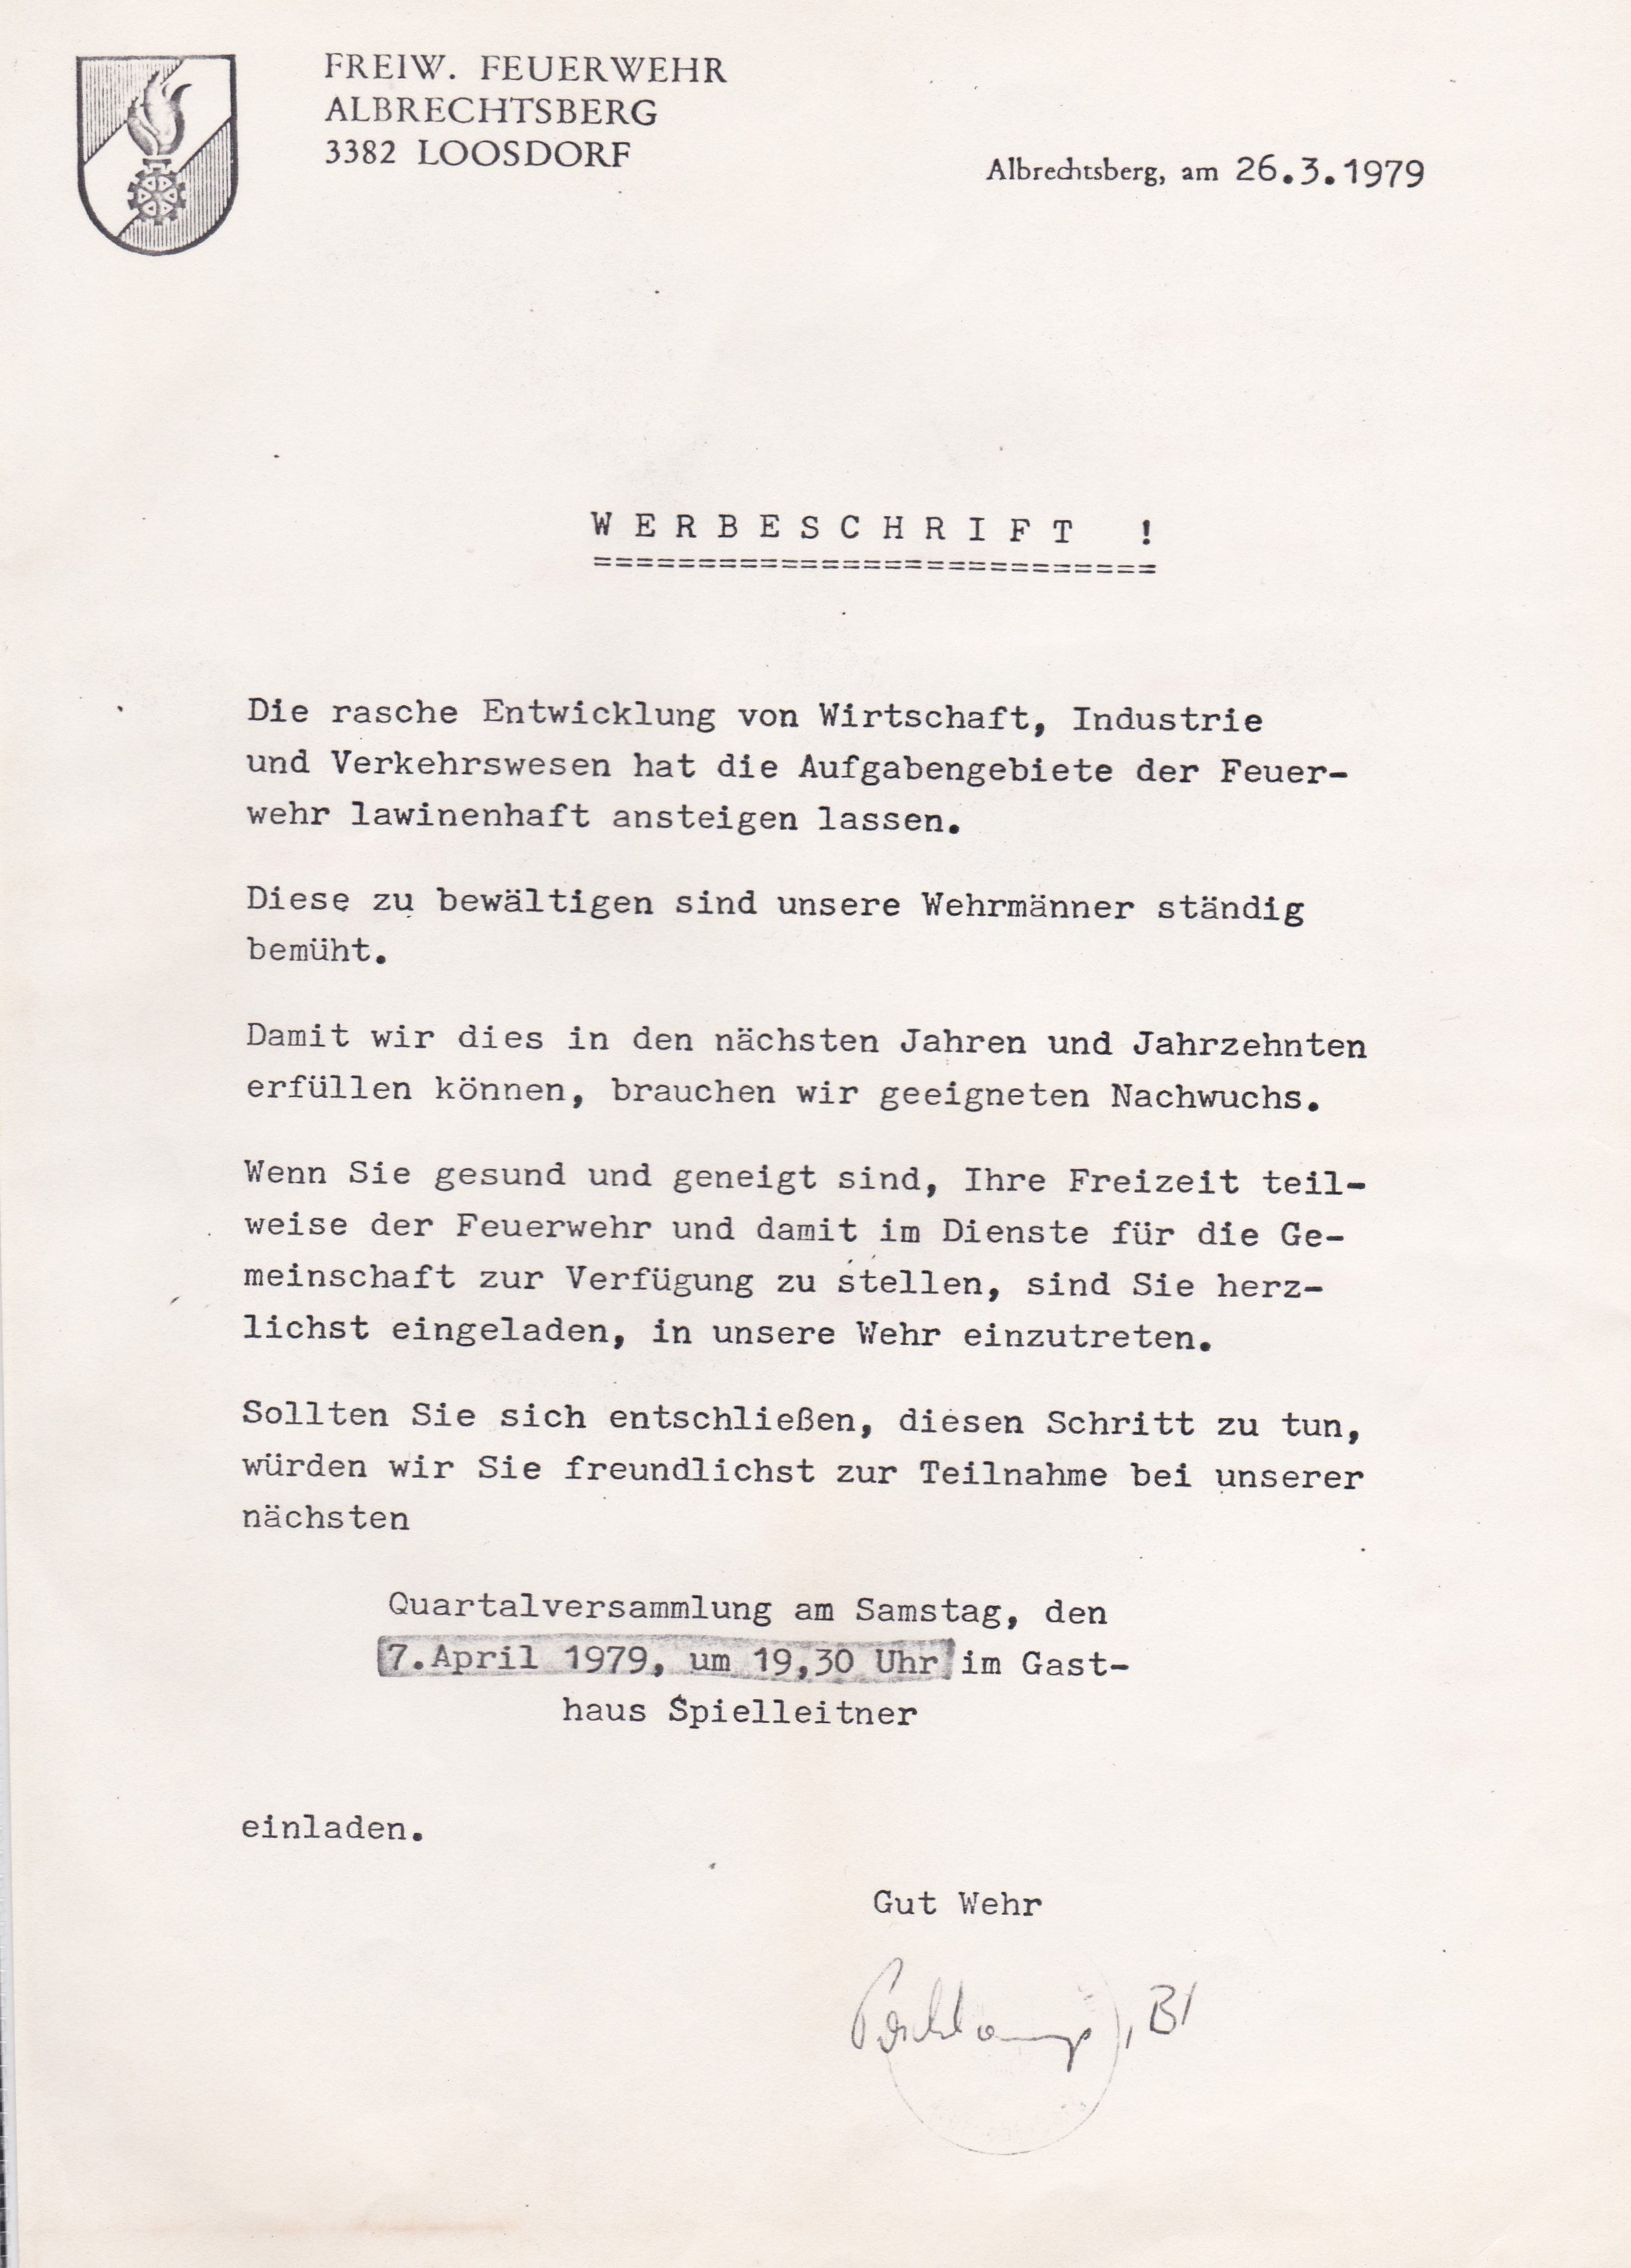 FREIW. FEUERWEHR
ALBRECHTSBERG
3382 LOOSDORF
Albrechtsberg, am 26.3.1979
W E R B E S C H R I F T !
===========================
Die rasche Entwicklung von Wirtschaft, Industrie
und Verkehrswesen hat die Aufgabengebiete der Feuer-
wehr lawinenhaft ansteigen lassen.
Diese zu bewältigen sind unsere Wehrmänner ständig
bemüht.
Damit wir dies in den nächsten Jahren und Jahrzehnten
erfüllen können, brauchen wir geeigneten Nachwuchs.
Wenn Sie gesund und geneigt sind, Ihre Freizeit teil-
weise der Feuerwehr und damit im Dienste für die Ge-
meinschaft zur Verfügung zu stellen, sind Sie herz-
lichst eingeladen, in unsere Wehr einzutreten.
Sollten Sie sich entschließen, diesen Schritt zu tun,
würden wir Sie freundlichst zur Teilnahme bei unserer
nächsten
Quartalversammlung am Samstag, den
7.April 1979, um 19,30 Uhr im Gast-
haus Spielleitner
einladen.
Gut Wehr
, BI